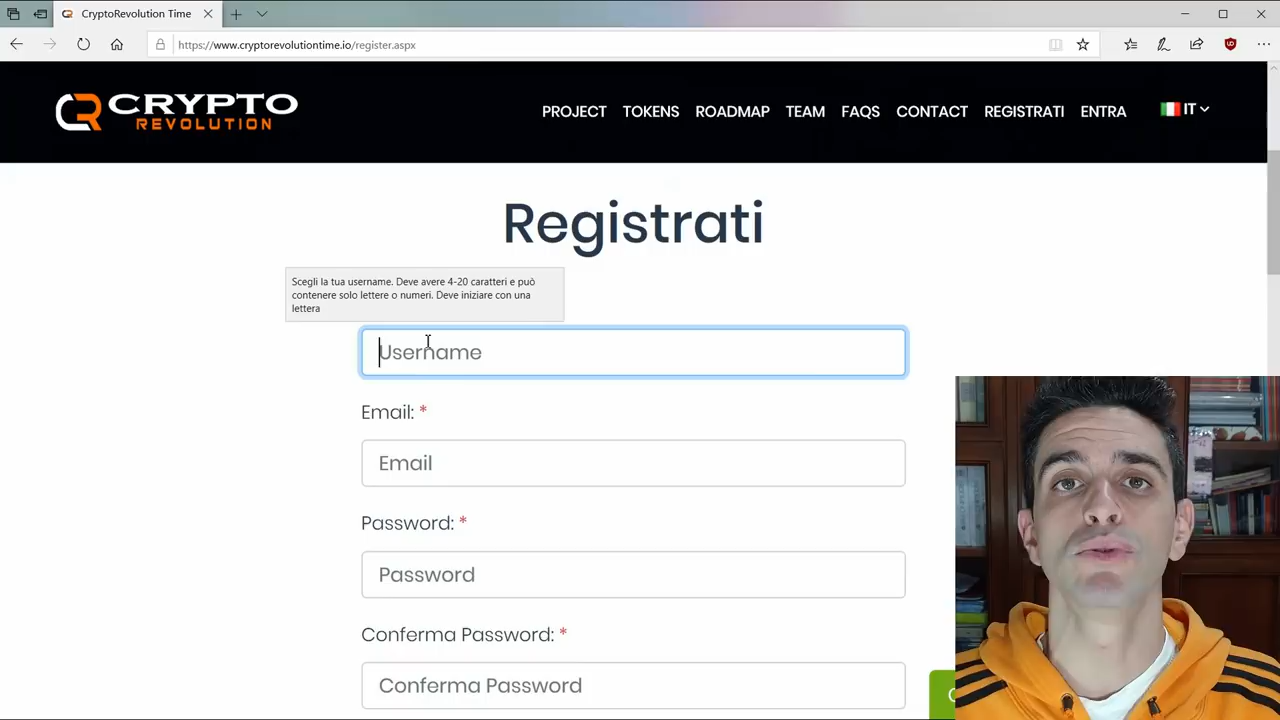 CryptoRevolution Time
https://www.cryptorevolutiontime.io/register.aspx
CRYPTO
REVOLUTION
PROJECT TOKENS ROADMAP TEAM FAQS CONTACT REGISTRATI ENTRA IT
Registrati
Scegli la tua username. Deve avere 4-20 caratteri e può
contenere solo lettere o numeri. Deve iniziare con una
lettera
Username
Email: *
Email
Password: *
Password
Conferma Password: *
Conferma Password